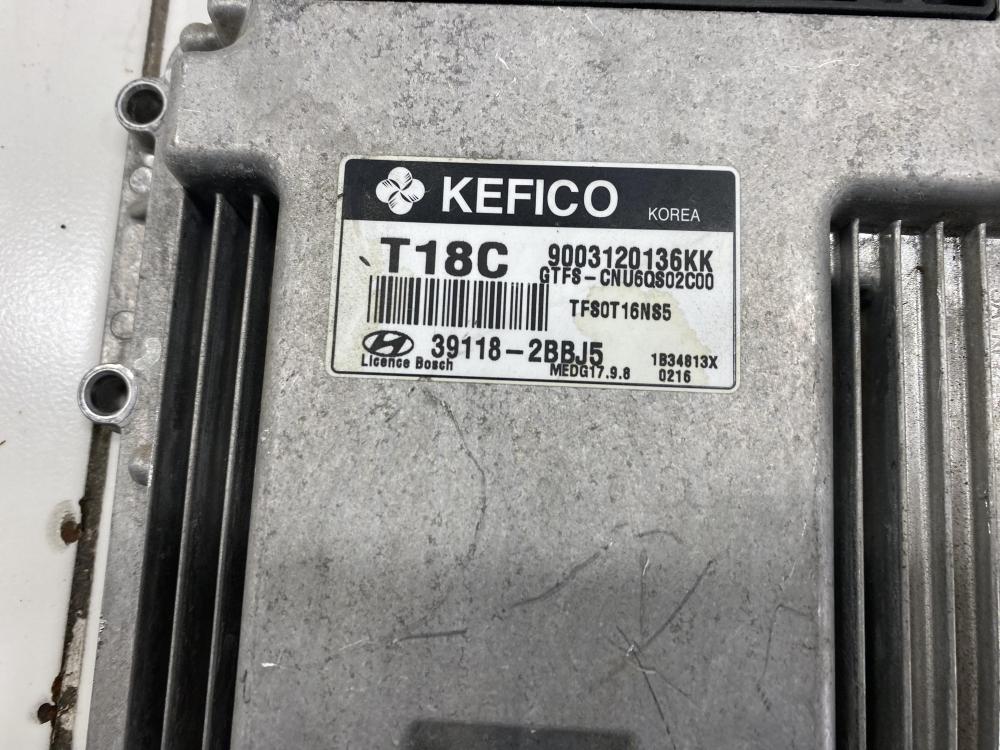 KEFICO KOREA
T18C 9003120136KK
GTFS-CNU6QS02C00
TFS0T16NS5
39118-2BBJ5 1B34813X
Licence Bosch MEDG17.9.8 0216